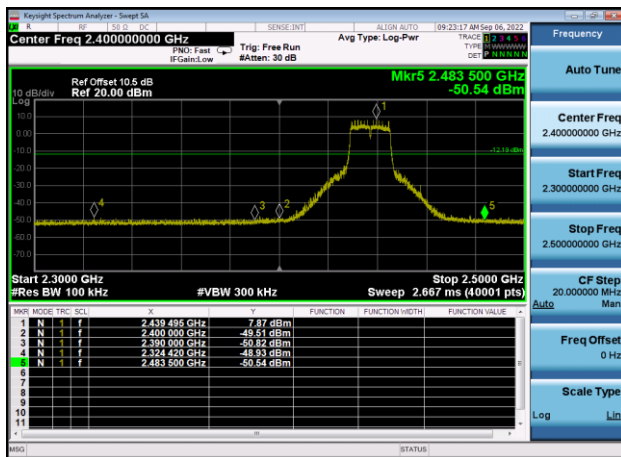 Keysight Spectrum Analyzer - Swept SA
R RF 50 Ω DC SENSE:INT ALIGN AUTO 09:23:17 AM Sep 06, 2022
Center Freq 2.400000000 GHz
PNO: Fast
IFGain:Low
Trig: Free Run
#Atten: 30 dB
Avg Type: Log-Pwr
TRACE 1 2 3 4 5 6
TYPE M WWWWW
DET P N N N N N
Ref Offset 10.5 dB
Ref 20.00 dBm
10 dB/div
Log
Mkr5 2.483 500 GHz
-50.54 dBm
10.0
0.00
-10.0
-20.0
-30.0
-40.0
-50.0
-60.0
-70.0
1
-12.19 dBm
4
3
2
5
Start 2.3000 GHz
Stop 2.5000 GHz
#Res BW 100 kHz
#VBW 300 kHz
Sweep 2.667 ms (40001 pts)
MKR MODE TRC SCL X Y FUNCTION FUNCTION WIDTH FUNCTION VALUE
1 N 1 f 2.439 495 GHz 7.87 dBm
2 N 1 f 2.400 000 GHz -49.51 dBm
3 N 1 f 2.390 000 GHz -50.82 dBm
4 N 1 f 2.324 420 GHz -48.93 dBm
5 N 1 f 2.483 500 GHz -50.54 dBm
6
7
8
9
10
11
MSG
STATUS
Frequency
Auto Tune
Center Freq
2.400000000 GHz
Start Freq
2.300000000 GHz
Stop Freq
2.500000000 GHz
CF Step
20.000000 MHz
Auto Man
Freq Offset
0 Hz
Scale Type
Log Lin